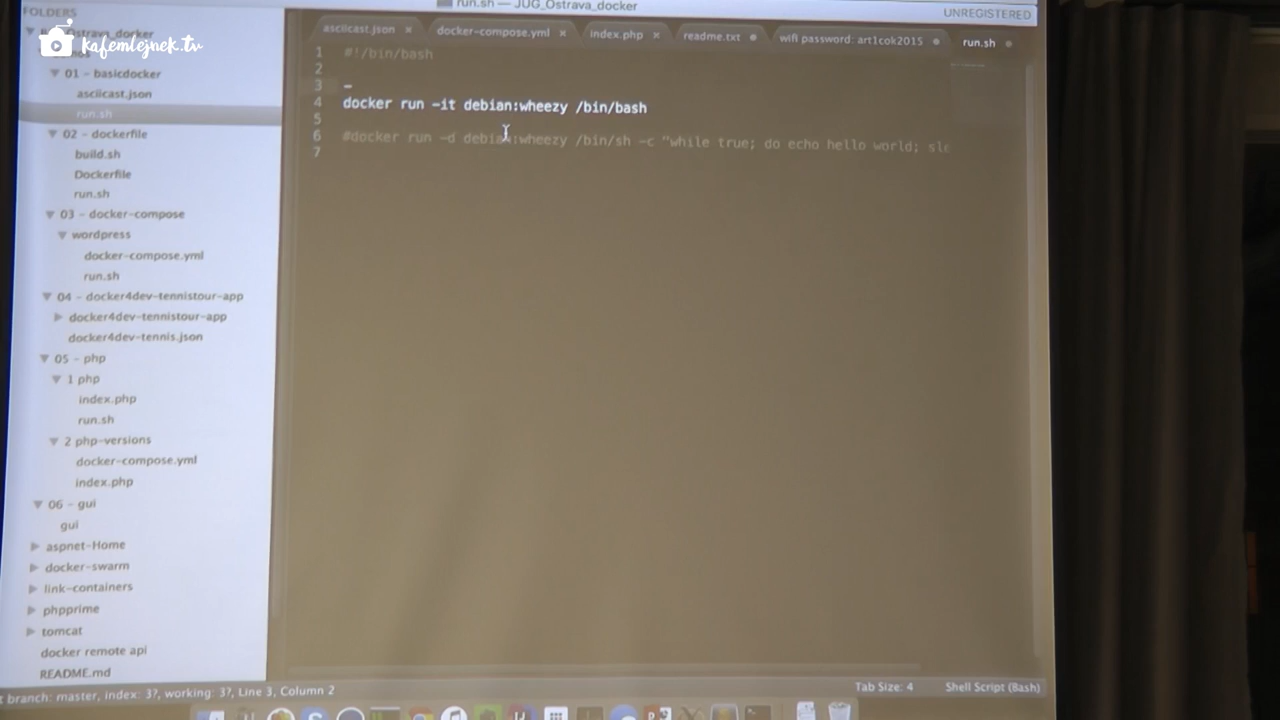 run.sh — JUG_Ostrava_docker
UNREGISTERED
FOLDERS
Ostrava_docker
kafemlejnek.tv
01 - basicdocker
asciicast.json
run.sh
02 - dockerfile
build.sh
Dockerfile
run.sh
03 - docker-compose
wordpress
docker-compose.yml
run.sh
04 - docker4dev-tennistour-app
docker4dev-tennistour-app
docker4dev-tennis.json
05 - php
1 php
index.php
run.sh
2 php-versions
docker-compose.yml
index.php
06 - gui
gui
aspnet-Home
docker-swarm
link-containers
phpprime
tomcat
docker remote api
README.md
asciicast.json
docker-compose.yml
index.php
readme.txt
wifi password: art1cok2015
run.sh
1 #!/bin/bash
2
3 –
4 docker run -it debian:wheezy /bin/bash
5
6 #docker run -d debian:wheezy /bin/sh -c "while true; do echo hello world; sle
7
t branch: master, index: 3?, working: 3?, Line 3, Column 2
Tab Size: 4
Shell Script (Bash)